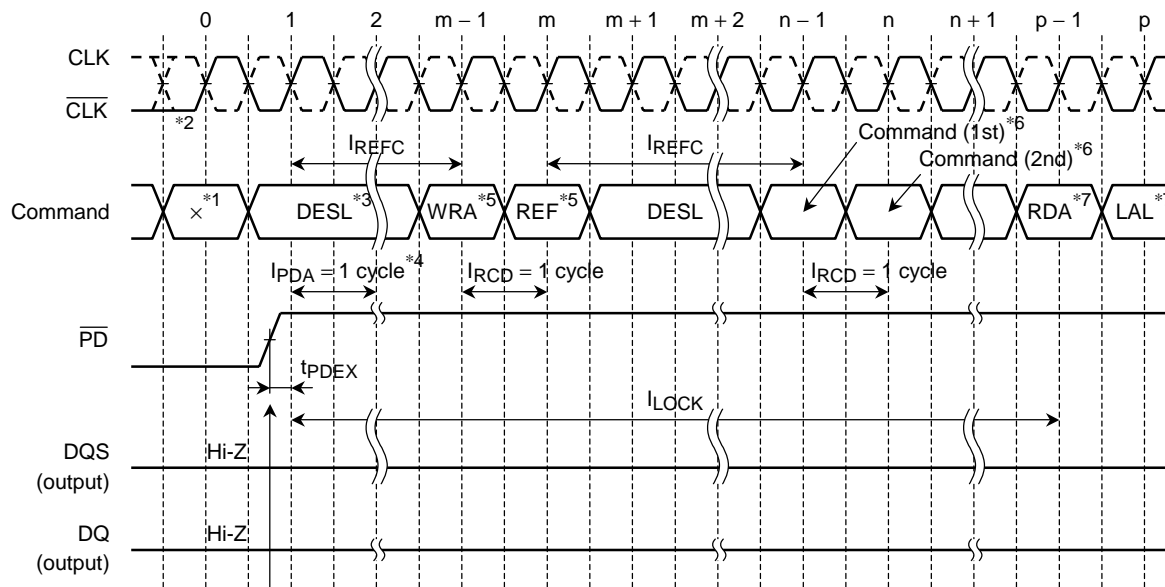 0 1 2 m − 1 m m + 1 m + 2 n - 1 n n + 1 p − 1 p
CLK
CLK
*2
Command (1st)*6
IREFC IREFC
Command (2nd)*6
Command ×*1 DESL*3 WRA*5 REF*5 DESL RDA*7 LAL*7
IPDA = 1 cycle*4 IRCD = 1 cycle IRCD = 1 cycle
PD
tPDEX
ILOCK
DQS Hi-Z
(output)
DQ Hi-Z
(output)